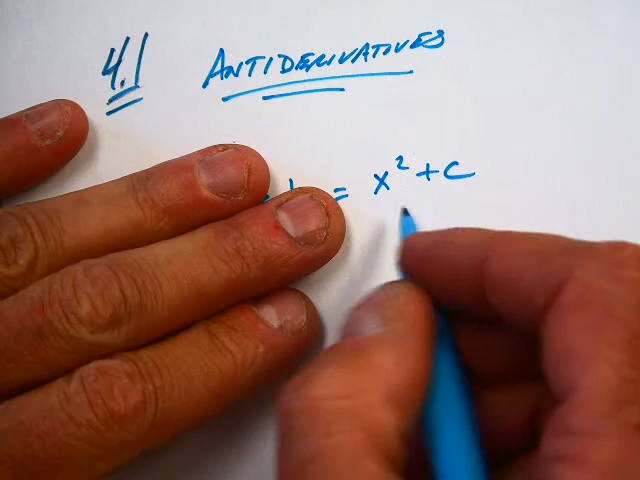 4.1 ANTIDERIVATIVES
= x² + c